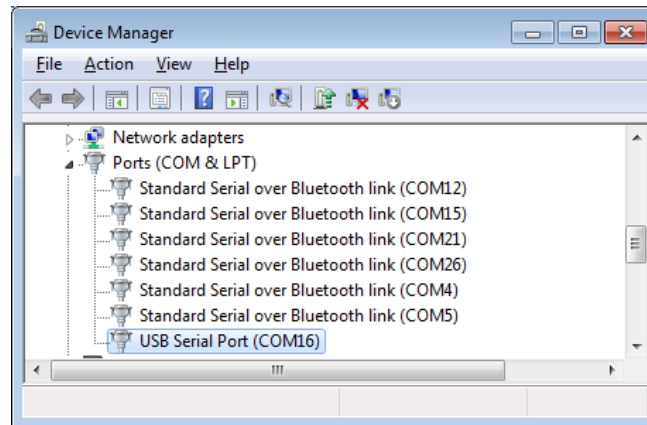 Device Manager
File Action View Help
Network adapters
Ports (COM & LPT)
Standard Serial over Bluetooth link (COM12)
Standard Serial over Bluetooth link (COM15)
Standard Serial over Bluetooth link (COM21)
Standard Serial over Bluetooth link (COM26)
Standard Serial over Bluetooth link (COM4)
Standard Serial over Bluetooth link (COM5)
USB Serial Port (COM16)